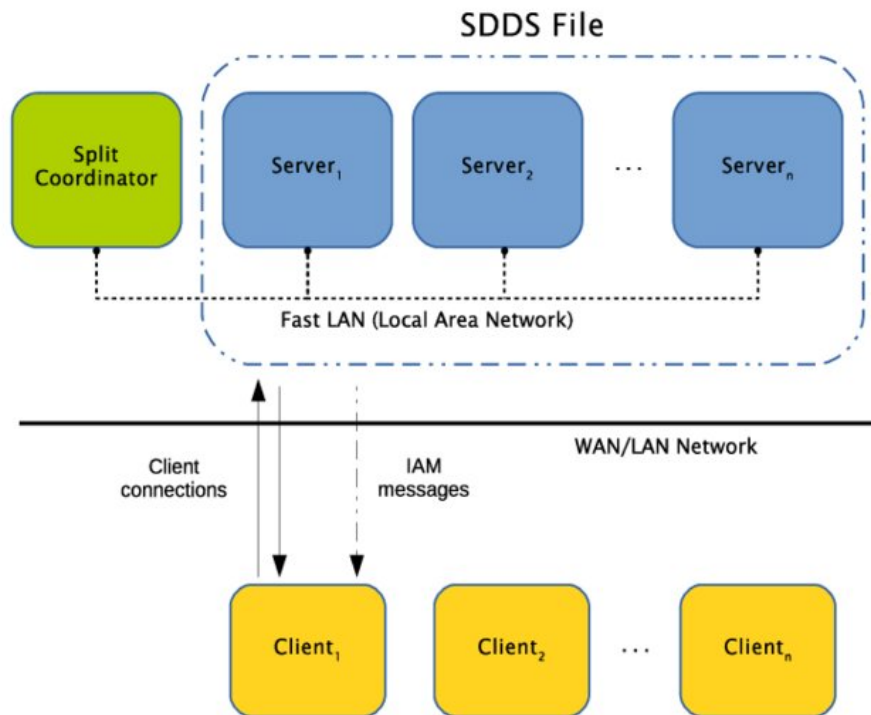 SDDS File
Split
Coordinator
Server₁
Server₂
...
Serverₙ
Fast LAN (Local Area Network)
WAN/LAN Network
Client
connections
IAM
messages
Client₁
Client₂
...
Clientₙ